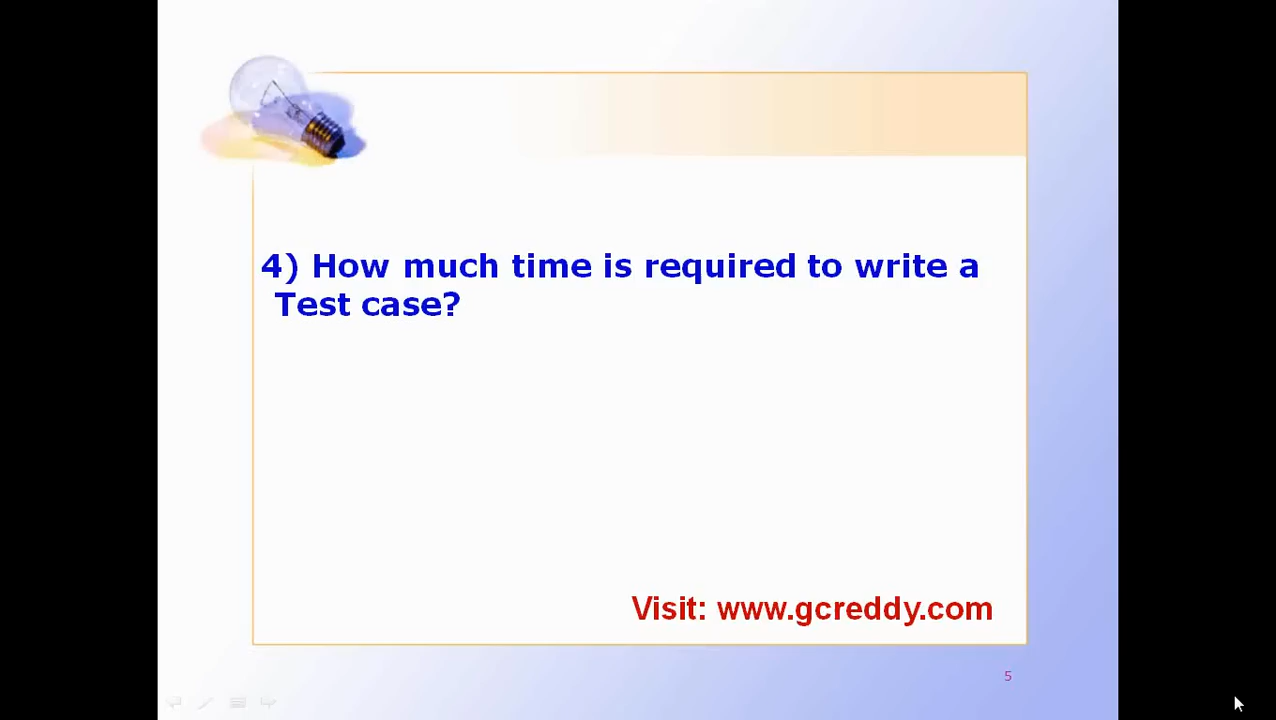 4) How much time is required to write a
Test case?
Visit: www.gcreddy.com
5